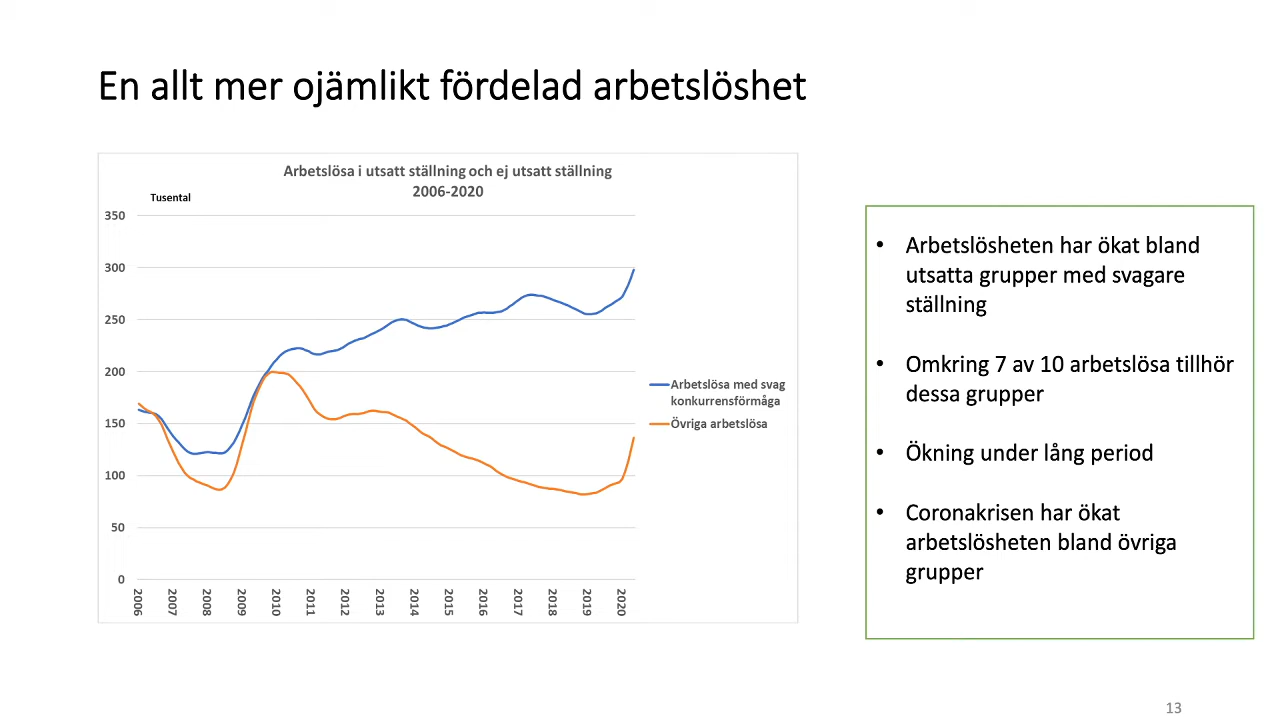 En allt mer ojämlikt fördelad arbetslöshet
Arbetslösa i utsatt ställning och ej utsatt ställning
2006-2020
Tusental
350
300
250
200
150
100
50
0
2006
2007
2008
2009
2010
2011
2012
2013
2014
2015
2016
2017
2018
2019
2020
Arbetslösa med svag
konkurrensförmåga
Övriga arbetslösa
• Arbetslösheten har ökat bland
utsatta grupper med svagare
ställning
• Omkring 7 av 10 arbetslösa tillhör
dessa grupper
• Ökning under lång period
• Coronakrisen har ökat
arbetslösheten bland övriga
grupper
13